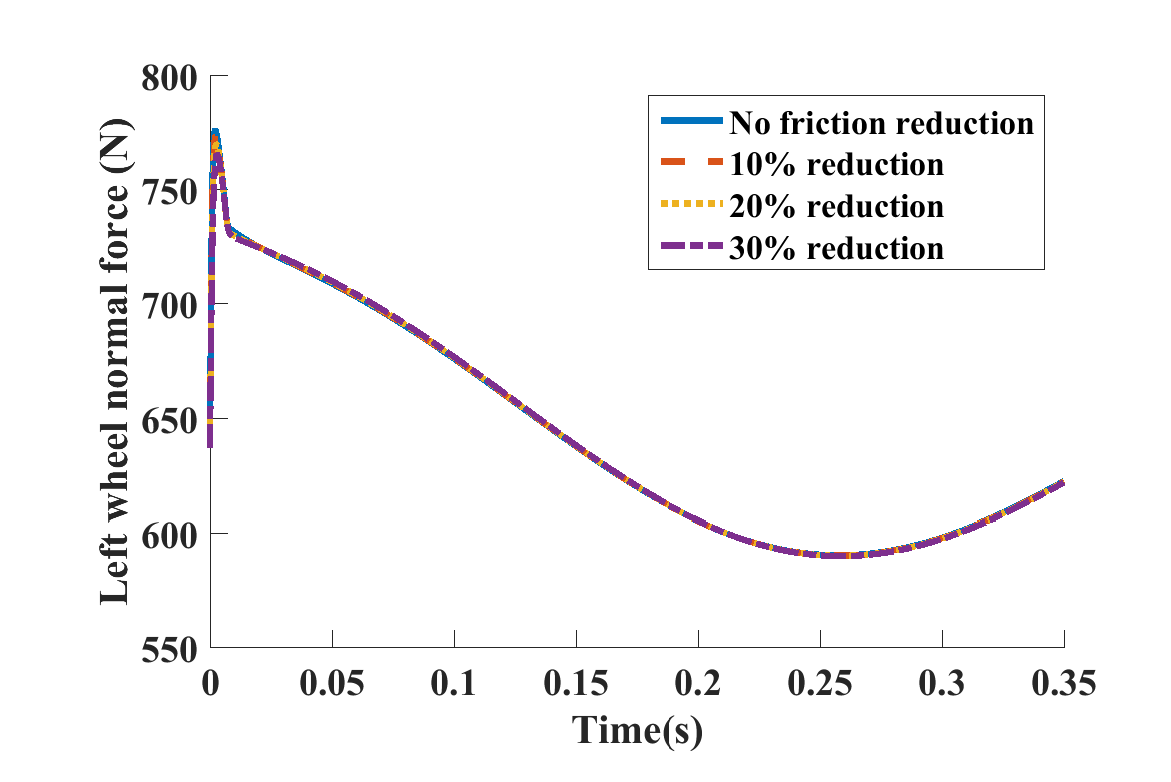 Left wheel normal force (N)
800
750
700
650
600
550
No friction reduction
10% reduction
20% reduction
30% reduction
0 0.05 0.1 0.15 0.2 0.25 0.3 0.35
Time(s)